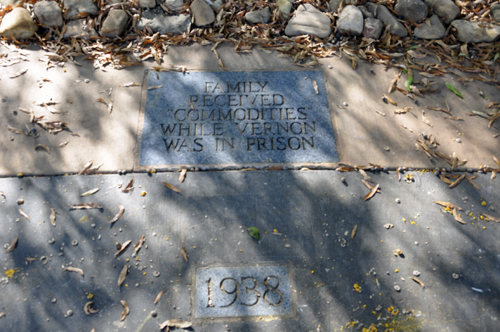 FAMILY
RECEIVED
COMMODITIES
WHILE VERNON
WAS IN PRISON
1938